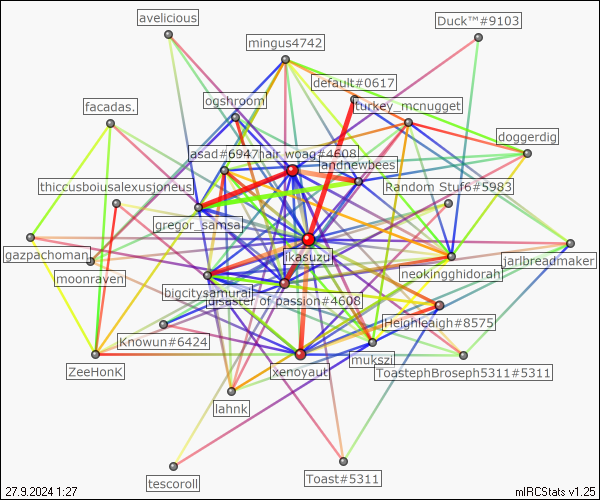 avelicious
Duck™#9103
mingus4742
default#0617
ogshroom
turkey_mcnugget
facadas.
doggerdig
asad#6947
hair woag#4608
andnewbees
thiccusboiusalexusjoneus
Random Stuf6#5983
gregor_samsa
gazpachoman
ikasuzu
jarlbreadmaker
moonraven
neokingghidorah
bigcitysamurai
disaster of passion#4608
Heighleaigh#8575
Knowun#6424
mukszi
ZeeHonK
xenoyaut
ToastephBroseph5311#5311
lahnk
tescoroll
Toast#5311
27.9.2024 1:27
mIRCStats v1.25